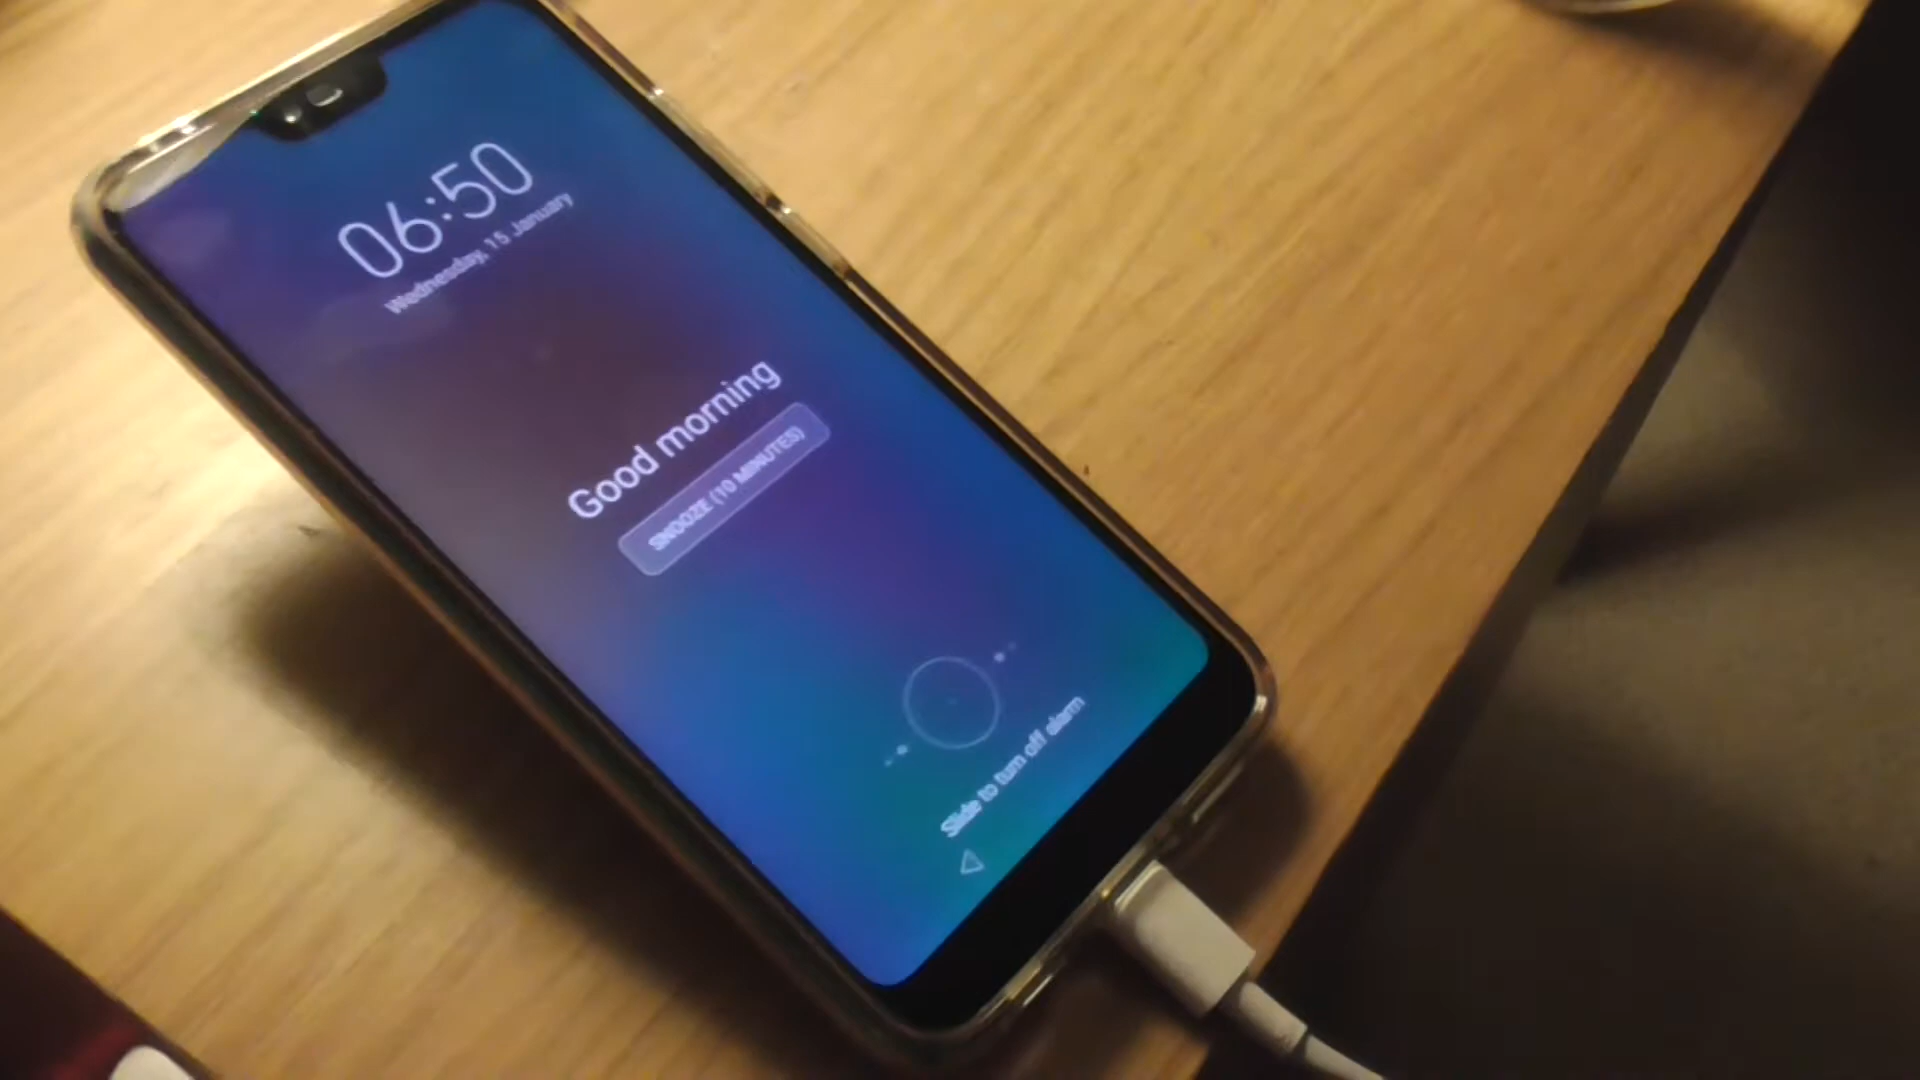 06:50
Wednesday, 15 January
Good morning
SNOOZE (10 MINUTES)
Slide to turn off alarm